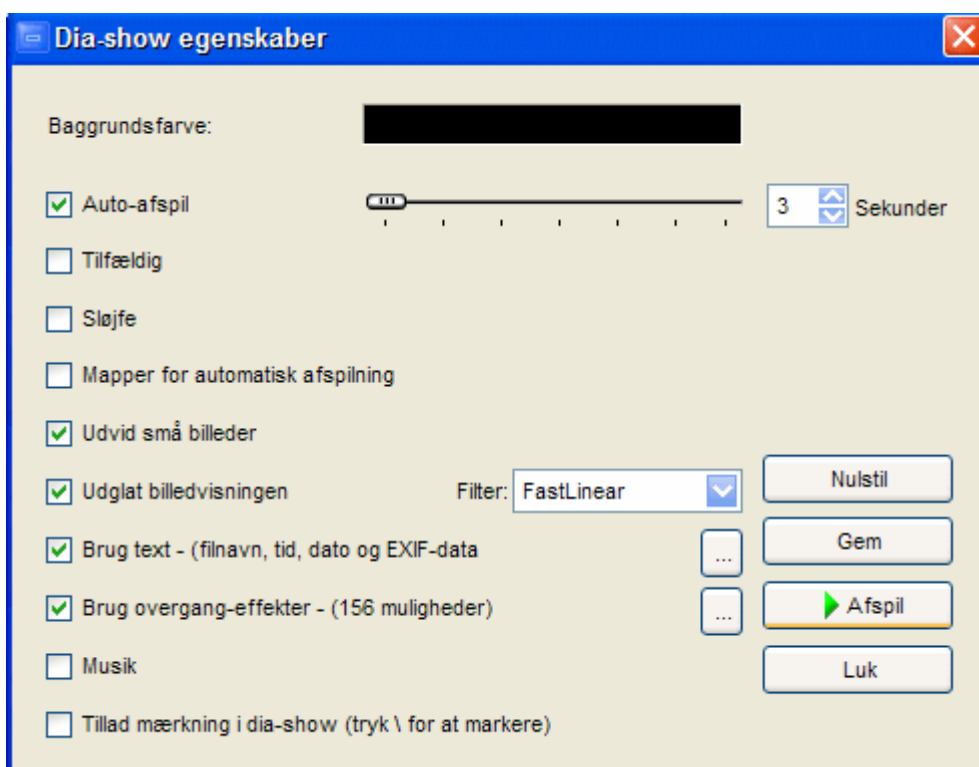 Dia-show egenskaber
Baggrundsfarve:
Auto-afspil 3 Sekunder
Tilfældig
Sløjfe
Mapper for automatisk afspilning
Udvid små billeder
Udglat billedvisningen Filter: FastLinear Nulstil
Brug text - (filnavn, tid, dato og EXIF-data ... Gem
Brug overgang-effekter - (156 muligheder) ... Afspil
Musik Luk
Tillad mærkning i dia-show (tryk \ for at markere)